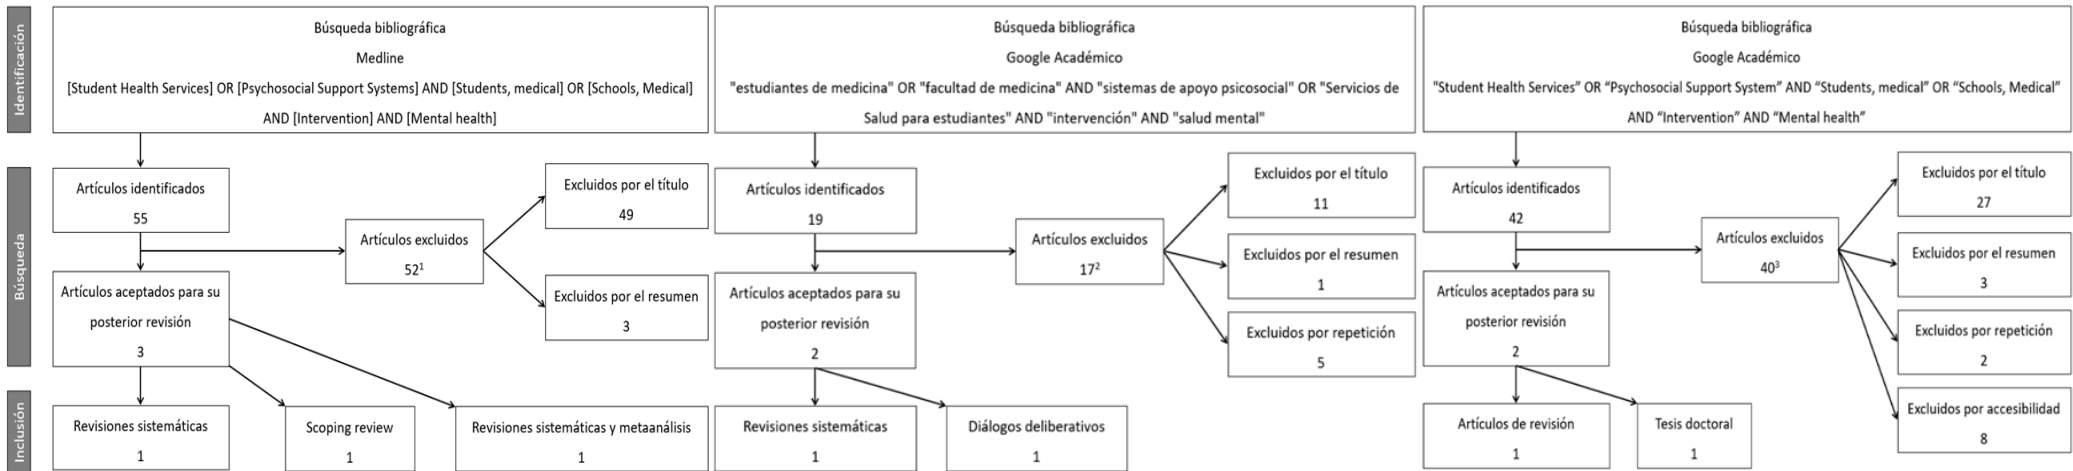 Identificación
Búsqueda bibliográfica
Medline
[Student Health Services] OR [Psychosocial Support Systems] AND [Students, medical] OR [Schools, Medical]
AND [Intervention] AND [Mental health]
Búsqueda bibliográfica
Google Académico
"estudiantes de medicina" OR "facultad de medicina" AND "sistemas de apoyo psicosocial" OR "Servicios de
Salud para estudiantes" AND "intervención" AND "salud mental"
Búsqueda bibliográfica
Google Académico
"Student Health Services” OR “Psychosocial Support System” AND “Students, medical” OR “Schools, Medical”
AND “Intervention” AND “Mental health”
Búsqueda
Artículos identificados
55
Artículos excluidos
52¹
Excluidos por el título
49
Excluidos por el resumen
3
Artículos aceptados para su
posterior revisión
3
Artículos identificados
19
Artículos excluidos
17²
Excluidos por el título
11
Excluidos por el resumen
1
Excluidos por repetición
5
Artículos aceptados para su
posterior revisión
2
Artículos identificados
42
Artículos excluidos
40³
Excluidos por el título
27
Excluidos por el resumen
3
Excluidos por repetición
2
Excluidos por accesibilidad
8
Artículos aceptados para su
posterior revisión
2
Inclusión
Revisiones sistemáticas
1
Scoping review
1
Revisiones sistemáticas y metaanálisis
1
Revisiones sistemáticas
1
Diálogos deliberativos
1
Artículos de revisión
1
Tesis doctoral
1